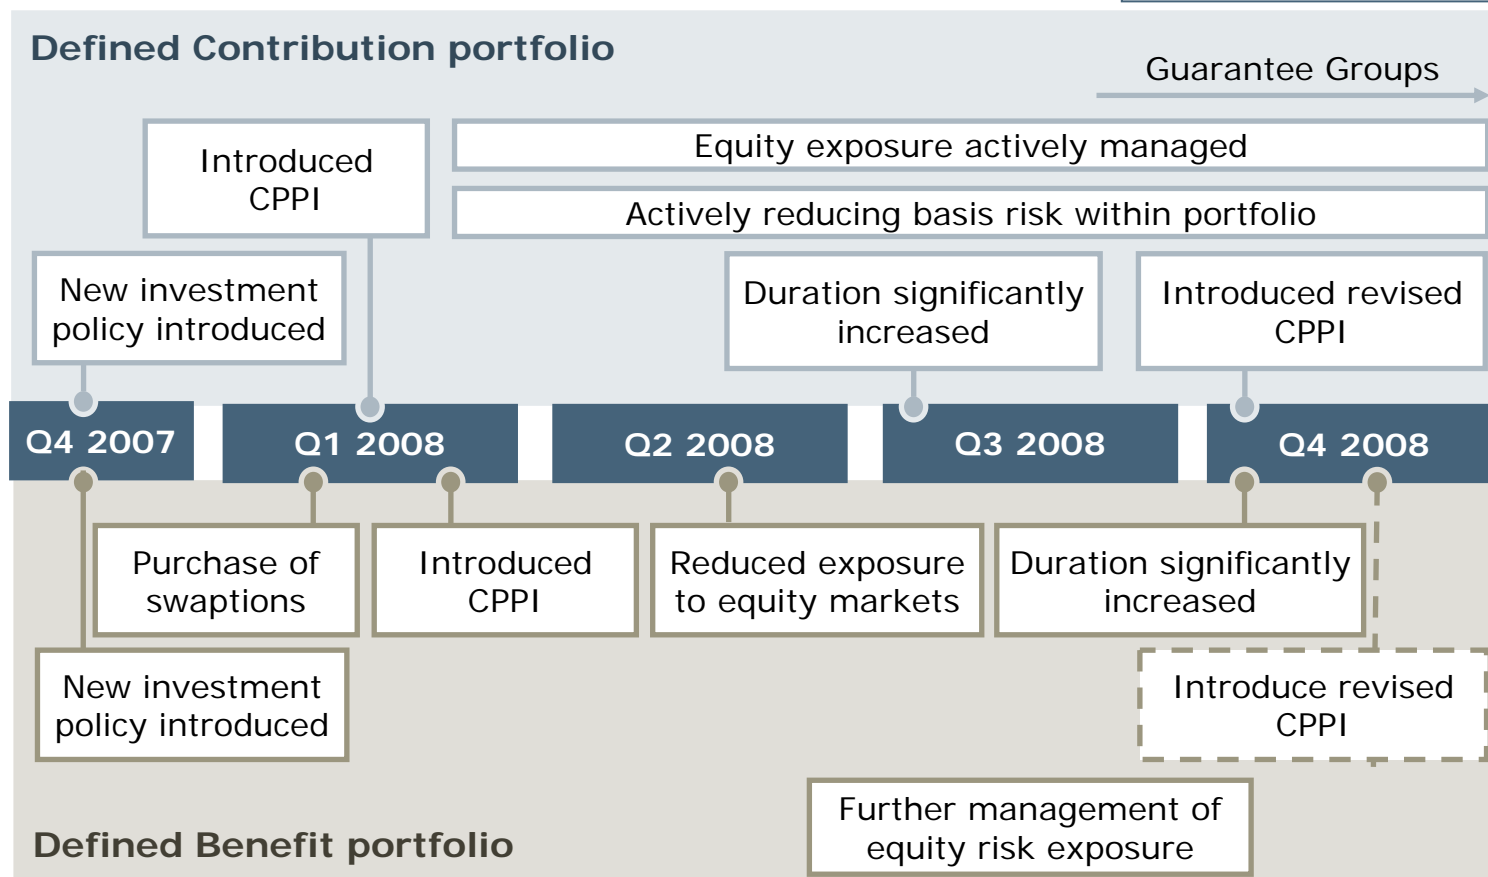 Defined Contribution portfolio
Guarantee Groups
Introduced
CPPI
Equity exposure actively managed
Actively reducing basis risk within portfolio
New investment
policy introduced
Duration significantly
increased
Introduced revised
CPPI
Q4 2007
Q1 2008
Q2 2008
Q3 2008
Q4 2008
Purchase of
swaptions
Introduced
CPPI
Reduced exposure
to equity markets
Duration significantly
increased
New investment
policy introduced
Introduce revised
CPPI
Further management of
equity risk exposure
Defined Benefit portfolio